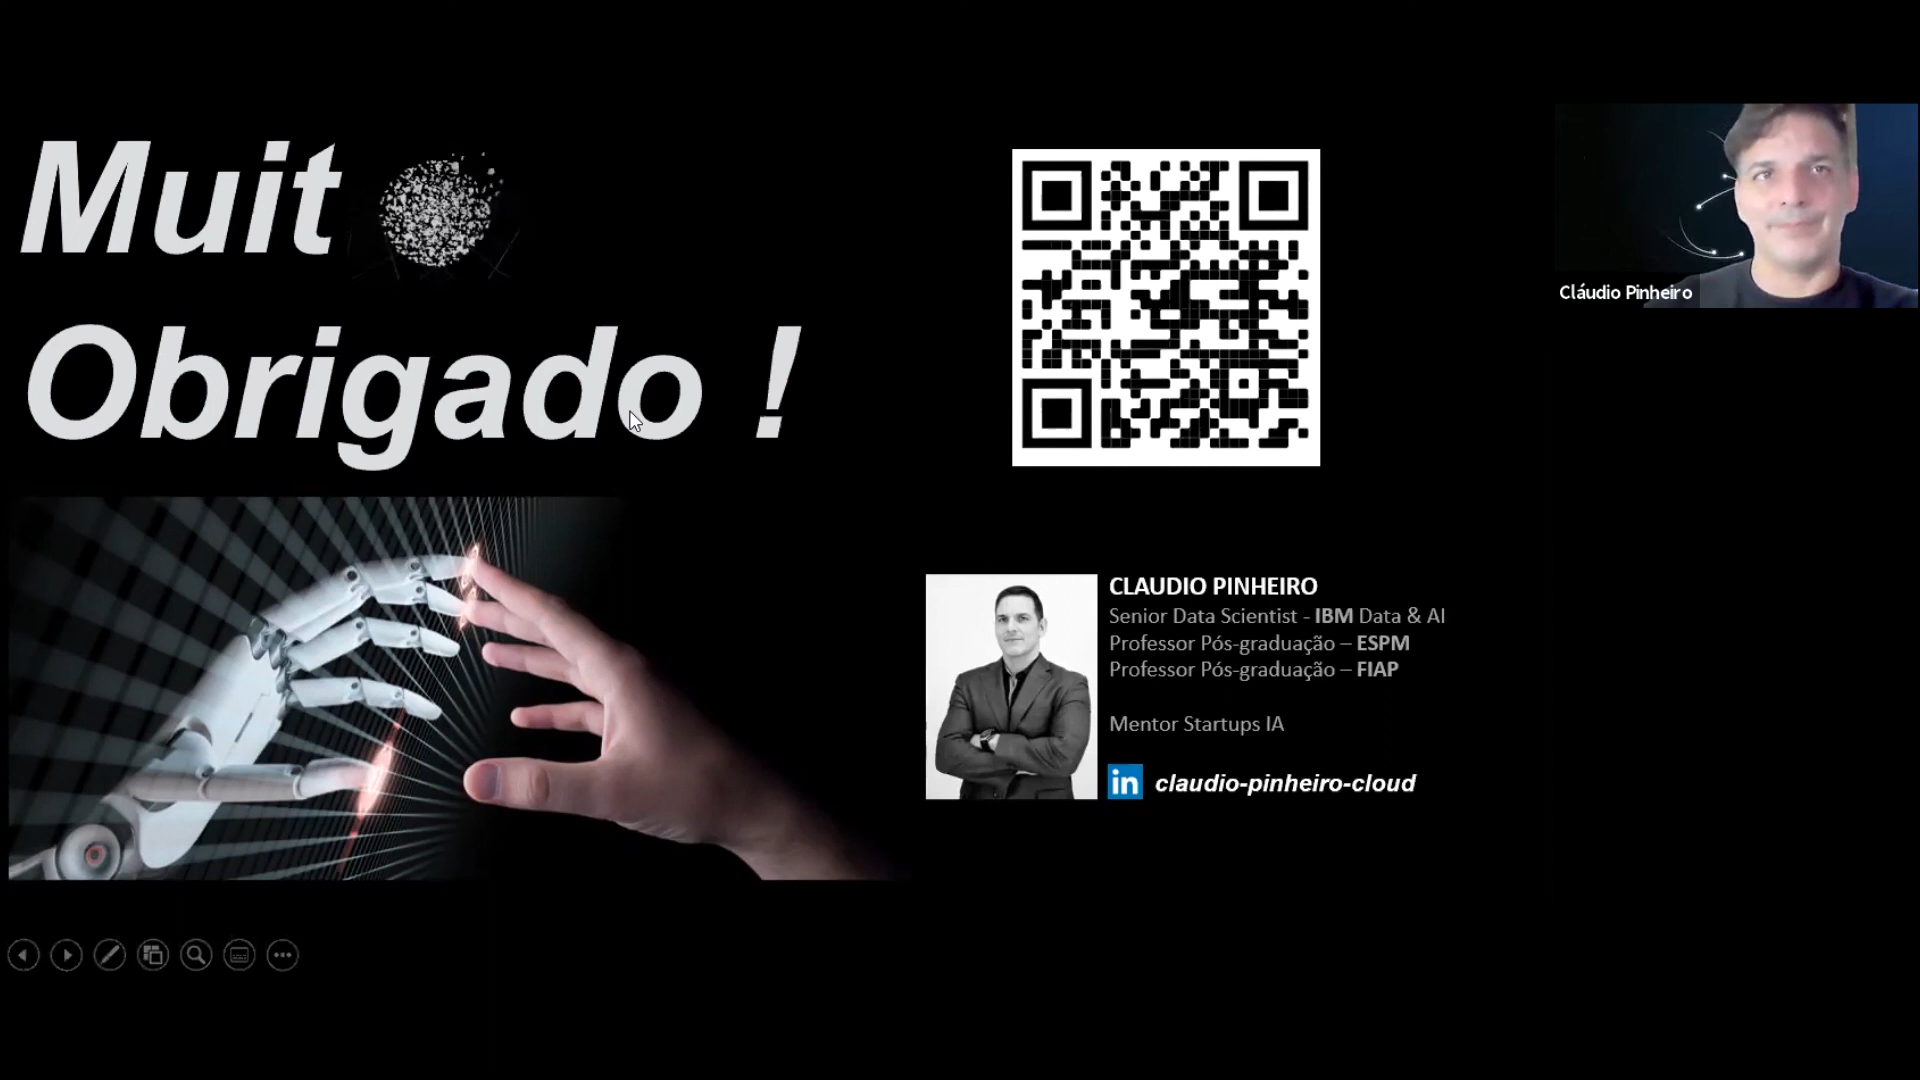 Muit
Obrigado !
Cláudio Pinheiro
CLAUDIO PINHEIRO
Senior Data Scientist - IBM Data & AI
Professor Pós-graduação – ESPM
Professor Pós-graduação – FIAP
Mentor Startups IA
in claudio-pinheiro-cloud